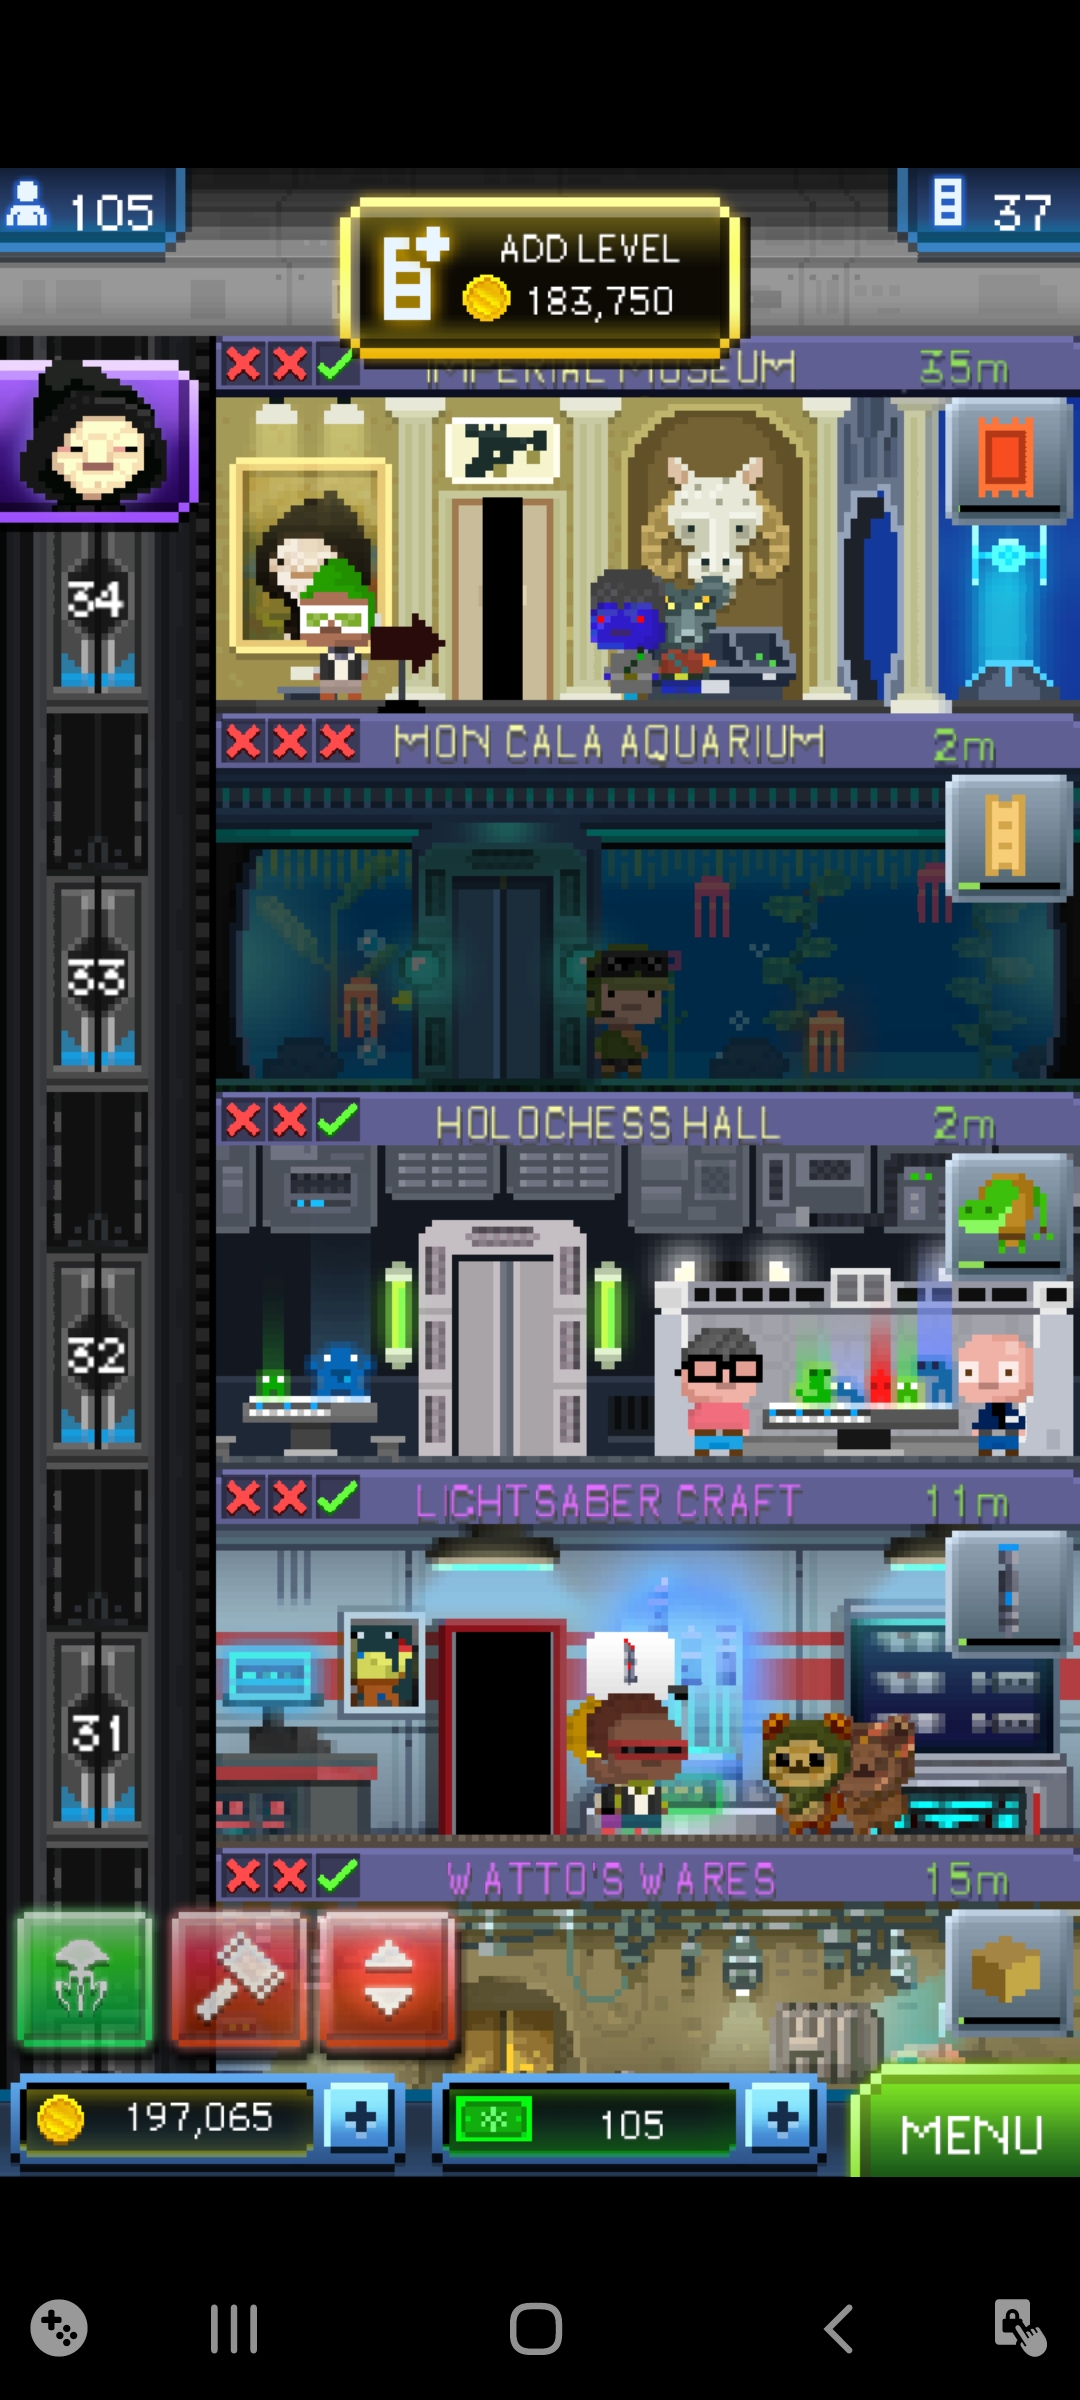 105
37
ADD LEVEL
183,750
IMPERIAL MUSEUM 35m
34
MON CALA AQUARIUM 2m
33
HOLOCHESS HALL 2m
32
LIGHTSABER CRAFT 11m
31
WATTO'S WARES 15m
197,065
105
MENU